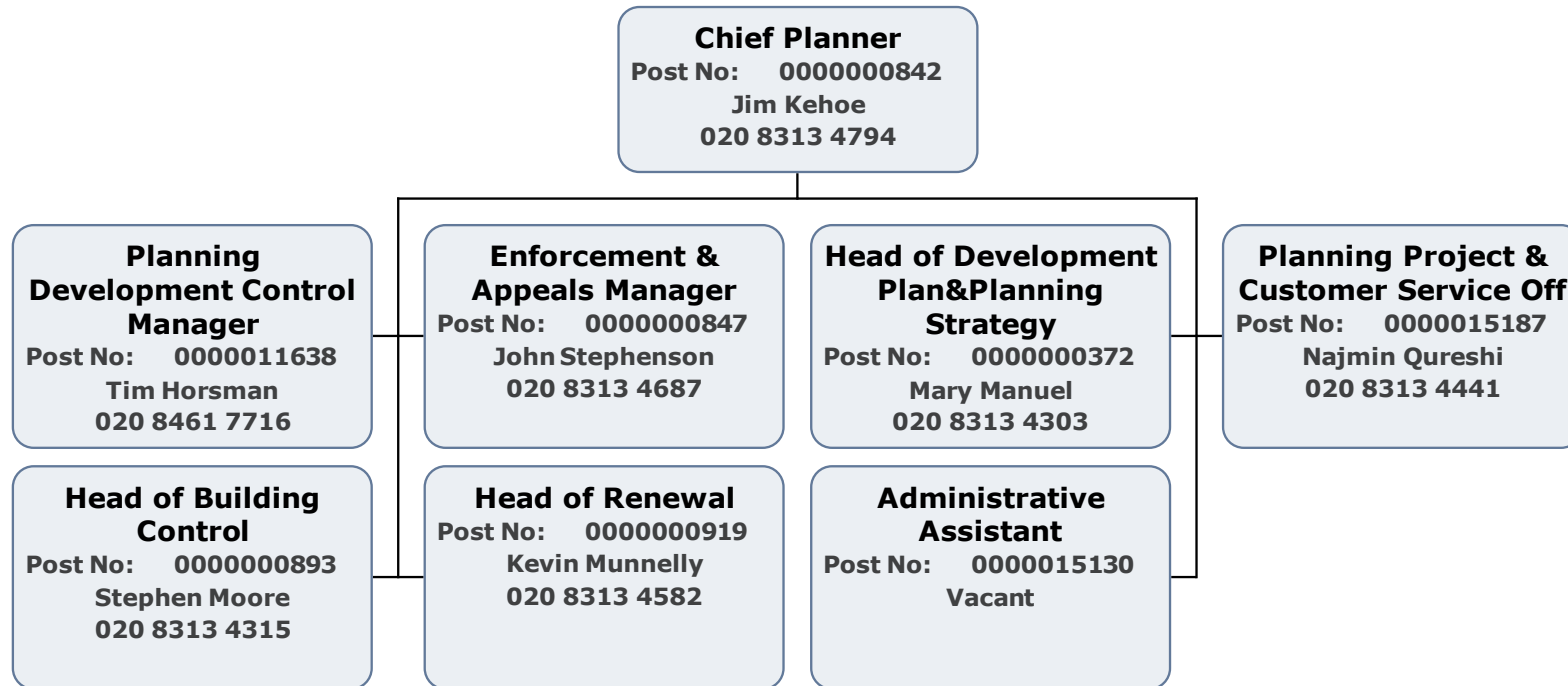 Chief Planner
Post No: 0000000842
Jim Kehoe
020 8313 4794
Planning
Development Control
Manager
Post No: 0000011638
Tim Horsman
020 8461 7716
Enforcement &
Appeals Manager
Post No: 0000000847
John Stephenson
020 8313 4687
Head of Development
Plan&Planning
Strategy
Post No: 0000000372
Mary Manuel
020 8313 4303
Planning Project &
Customer Service Off
Post No: 0000015187
Najmin Qureshi
020 8313 4441
Head of Building
Control
Post No: 0000000893
Stephen Moore
020 8313 4315
Head of Renewal
Post No: 0000000919
Kevin Munnelly
020 8313 4582
Administrative
Assistant
Post No: 0000015130
Vacant